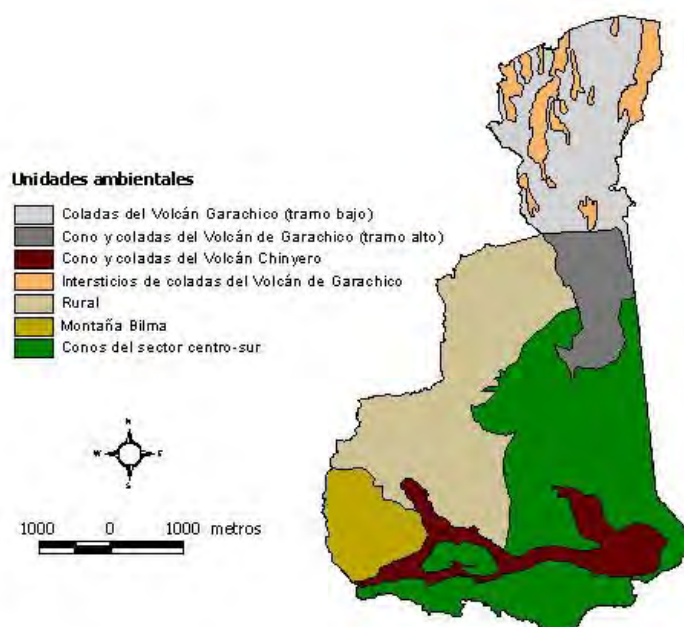 Unidades ambientales
Coladas del Volcán Garachico (tramo bajo)
Cono y coladas del Volcán de Garachico (tramo alto)
Cono y coladas del Volcán Chinyero
Intersticios de coladas del Volcán de Garachico
Rural
Montaña Bilma
Conos del sector centro-sur
N
W E
S
1000 0 1000 metros